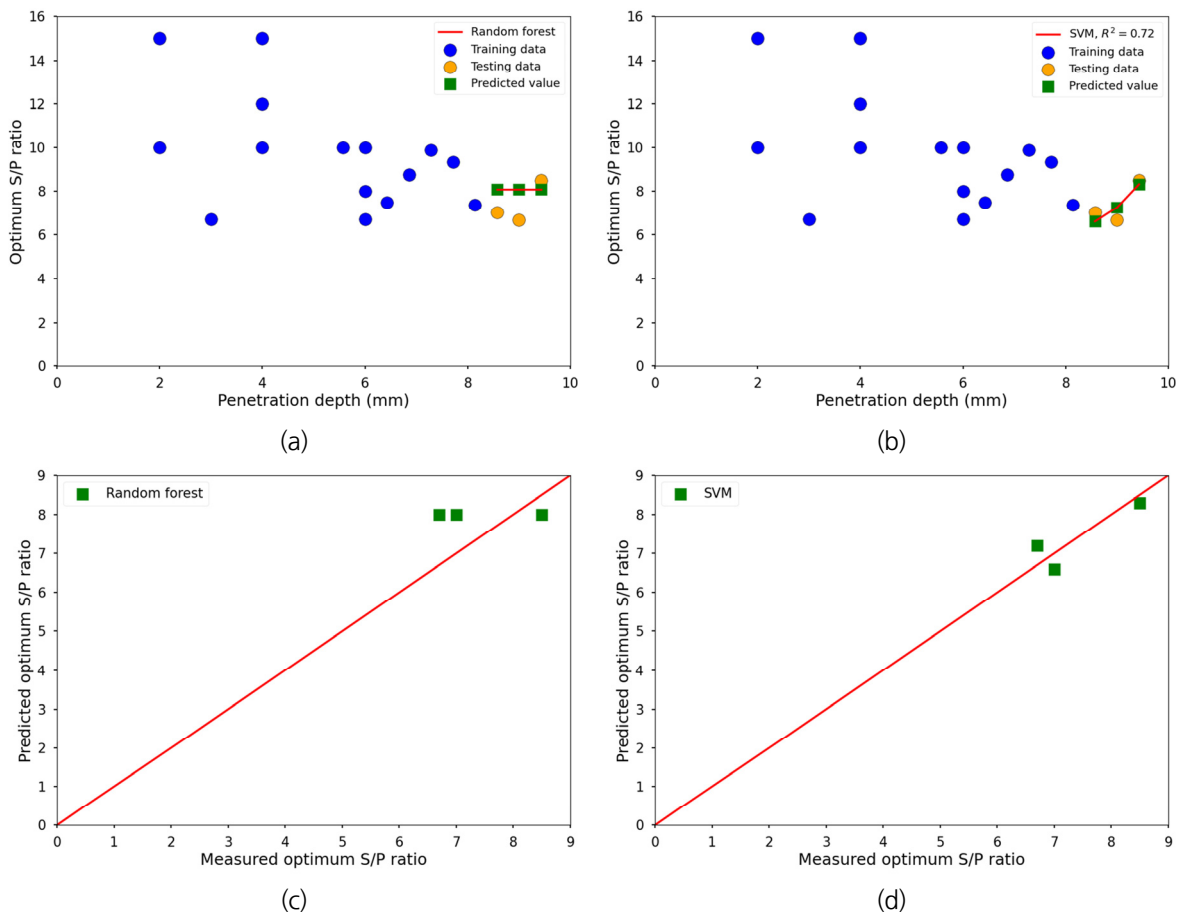 16
14
12
10
8
6
4
2
0
Optimum S/P ratio
Random forest
Training data
Testing data
Predicted value
0 2 4 6 8 10
Penetration depth (mm)
(a)
16
14
12
10
8
6
4
2
0
Optimum S/P ratio
SVM, R² = 0.72
Training data
Testing data
Predicted value
0 2 4 6 8 10
Penetration depth (mm)
(b)
9
8
7
6
5
4
3
2
1
0
Predicted optimum S/P ratio
Random forest
0 1 2 3 4 5 6 7 8 9
Measured optimum S/P ratio
(c)
9
8
7
6
5
4
3
2
1
0
Predicted optimum S/P ratio
SVM
0 1 2 3 4 5 6 7 8 9
Measured optimum S/P ratio
(d)